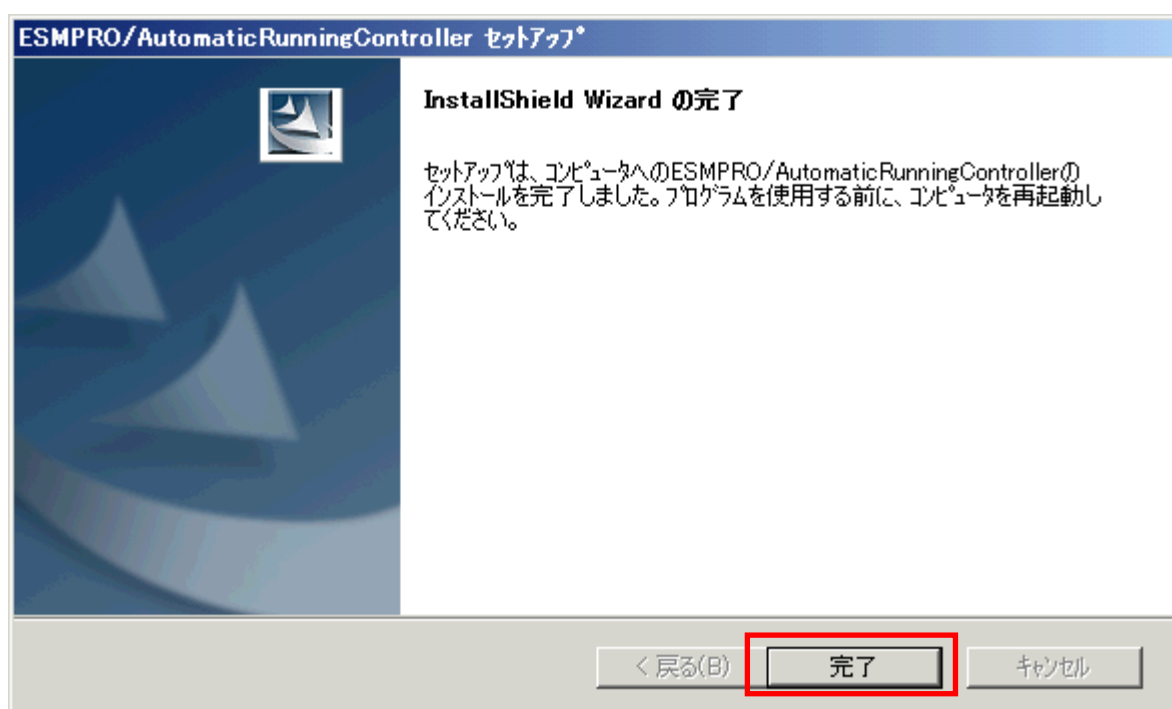 ESMPRO/AutomaticRunningController ｾｯﾄｱｯﾌﾟ
InstallShield Wizard の完了
ｾｯﾄｱｯﾌﾟは、ｺﾝﾋﾟｭｰﾀへのESMPRO/AutomaticRunningControllerの
ｲﾝｽﾄｰﾙを完了しました。ﾌﾟﾛｸﾞﾗﾑを使用する前に、ｺﾝﾋﾟｭｰﾀを再起動し
てください。
< 戻る(B)
完了
ｷｬﾝｾﾙ